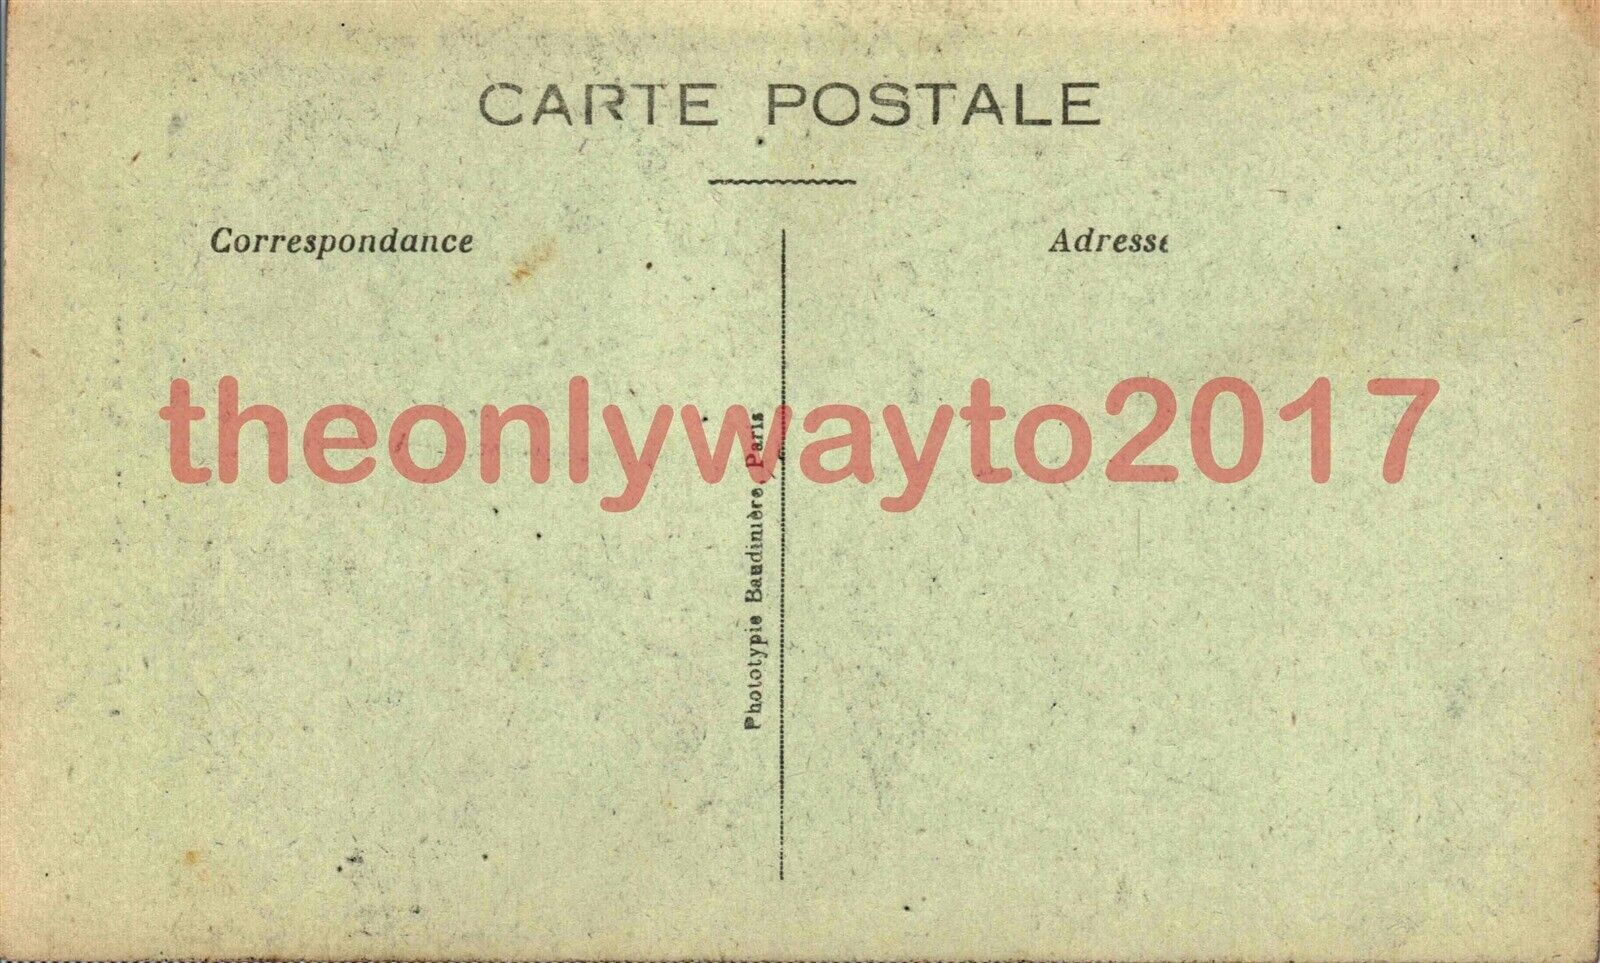 CARTE POSTALE
Correspondance
Adresse
theonlywayto2017
Phototypie Baudinière, Paris